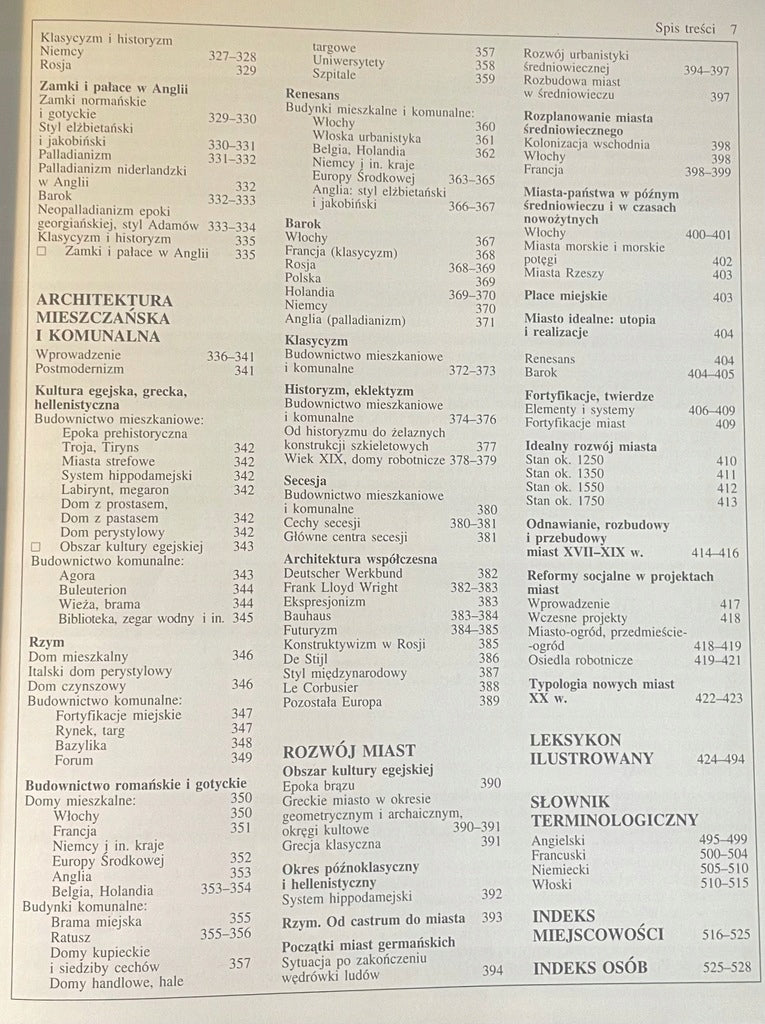 Spis treści 7
Klasycyzm i historyzm
Niemcy 327–328
Rosja 329
Zamki i pałace w Anglii
Zamki normańskie
i gotyckie 329–330
Styl elżbietański
i jakobiński 330–331
Palladianizm 331–332
Palladianizm niderlandzki
w Anglii 332
Barok 332–333
Neopalladianizm epoki
georgiańskiej, styl Adamów 333–334
Klasycyzm i historyzm 335
□ Zamki i pałace w Anglii 335
ARCHITEKTURA
MIESZCZAŃSKA
I KOMUNALNA
Wprowadzenie 336–341
Postmodernizm 341
Kultura egejska, grecka,
hellenistyczna
Budownictwo mieszkaniowe:
Epoka prehistoryczna
Troja, Tiryns 342
Miasta strefowe 342
System hippodamejski 342
Labirynt, megaron 342
Dom z prostasem,
Dom z pastasem 342
Dom perystylowy 342
□ Obszar kultury egejskiej 343
Budownictwo komunalne:
Agora 343
Buleuterion 344
Wieża, brama 344
Biblioteka, zegar wodny i in. 345
Rzym
Dom mieszkalny 346
Italski dom perystylowy
Dom czynszowy 346
Budownictwo komunalne:
Fortyfikacje miejskie 347
Rynek, targ 347
Bazylika 348
Forum 349
Budownictwo romańskie i gotyckie
Domy mieszkalne: 350
Włochy 350
Francja 351
Niemcy i in. kraje
Europy Środkowej 352
Anglia 353
Belgia, Holandia 353–354
Budynki komunalne:
Brama miejska 355
Ratusz 355–356
Domy kupieckie
i siedziby cechów 357
Domy handlowe, hale
targowe 357
Uniwersytety 358
Szpitale 359
Renesans
Budynki mieszkalne i komunalne:
Włochy 360
Włoska urbanistyka 361
Belgia, Holandia 362
Niemcy i in. kraje
Europy Środkowej 363–365
Anglia: styl elżbietański
i jakobiński 366–367
Barok
Włochy 367
Francja (klasycyzm) 368
Rosja 368–369
Polska 369
Holandia 369–370
Niemcy 370
Anglia (palladianizm) 371
Klasycyzm
Budownictwo mieszkaniowe
i komunalne 372–373
Historyzm, eklektyzm
Budownictwo mieszkaniowe
i komunalne 374–376
Od historyzmu do żelaznych
konstrukcji szkieletowych 377
Wiek XIX, domy robotnicze 378–379
Secesja
Budownictwo mieszkaniowe
i komunalne 380
Cechy secesji 380–381
Główne centra secesji 381
Architektura współczesna
Deutscher Werkbund 382
Frank Lloyd Wright 382–383
Ekspresjonizm 383
Bauhaus 383–384
Futuryzm 384–385
Konstruktywizm w Rosji 385
De Stijl 386
Styl międzynarodowy 387
Le Corbusier 388
Pozostała Europa 389
ROZWÓJ MIAST
Obszar kultury egejskiej
Epoka brązu 390
Greckie miasto w okresie
geometrycznym i archaicznym,
okręgi kultowe 390–391
Grecja klasyczna 391
Okres późnoklasyczny
i hellenistyczny
System hippodamejski 392
Rzym. Od castrum do miasta 393
Początki miast germańskich
Sytuacja po zakończeniu
wędrówki ludów 394
Rozwój urbanistyki
średniowiecznej 394–397
Rozbudowa miast
w średniowieczu 397
Rozplanowanie miasta
średniowiecznego
Kolonizacja wschodnia 398
Włochy 398
Francja 398–399
Miasta-państwa w późnym
średniowieczu i w czasach
nowożytnych
Włochy 400–401
Miasta morskie i morskie
potęgi 402
Miasta Rzeszy 403
Place miejskie 403
Miasto idealne: utopia
i realizacje 404
Renesans 404
Barok 404–405
Fortyfikacje, twierdze
Elementy i systemy 406–409
Fortyfikacje miast 409
Idealny rozwój miasta
Stan ok. 1250 410
Stan ok. 1350 411
Stan ok. 1550 412
Stan ok. 1750 413
Odnawianie, rozbudowy
i przebudowy
miast XVII–XIX w. 414–416
Reformy socjalne w projektach
miast
Wprowadzenie 417
Wczesne projekty 418
Miasto-ogród, przedmieście-
-ogród 418–419
Osiedla robotnicze 419–421
Typologia nowych miast
XX w. 422–423
LEKSYKON
ILUSTROWANY 424–494
SŁOWNIK
TERMINOLOGICZNY
Angielski 495–499
Francuski 500–504
Niemiecki 505–510
Włoski 510–515
INDEKS
MIEJSCOWOŚCI 516–525
INDEKS OSÓB 525–528